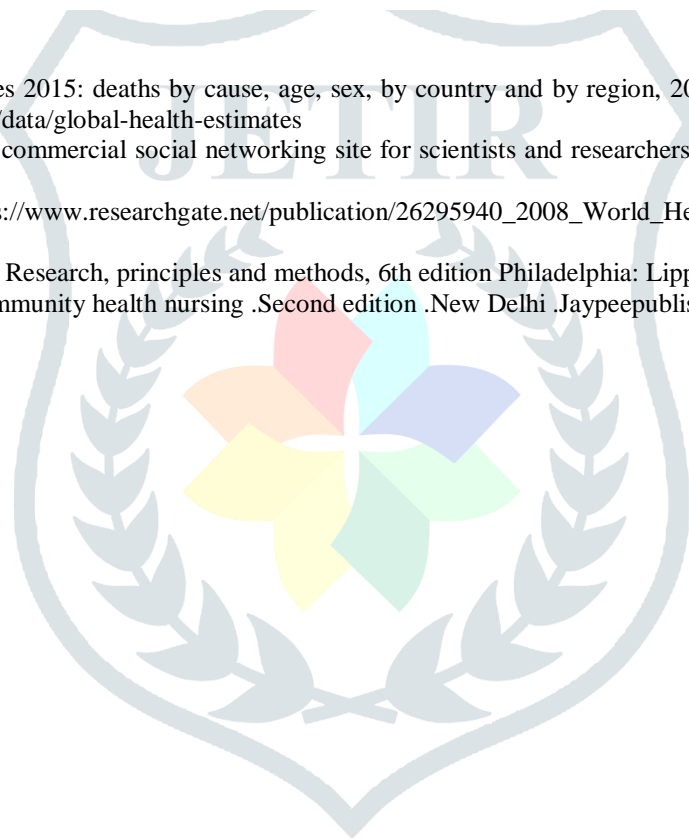 es 2015: deaths by cause, age, sex, by country and by region, 20
/data/global-health-estimates
commercial social networking site for scientists and researchers
s://www.researchgate.net/publication/26295940_2008_World_He
Research, principles and methods, 6th edition Philadelphia: Lipp
mmunity health nursing .Second edition .New Delhi .Jaypeepublis
JETIR